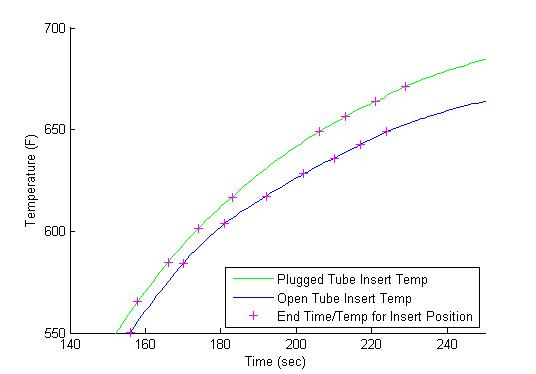 700
650
600
550
Temperature (F)
Plugged Tube Insert Temp
Open Tube Insert Temp
End Time/Temp for Insert Position
140 160 180 200 220 240
Time (sec)